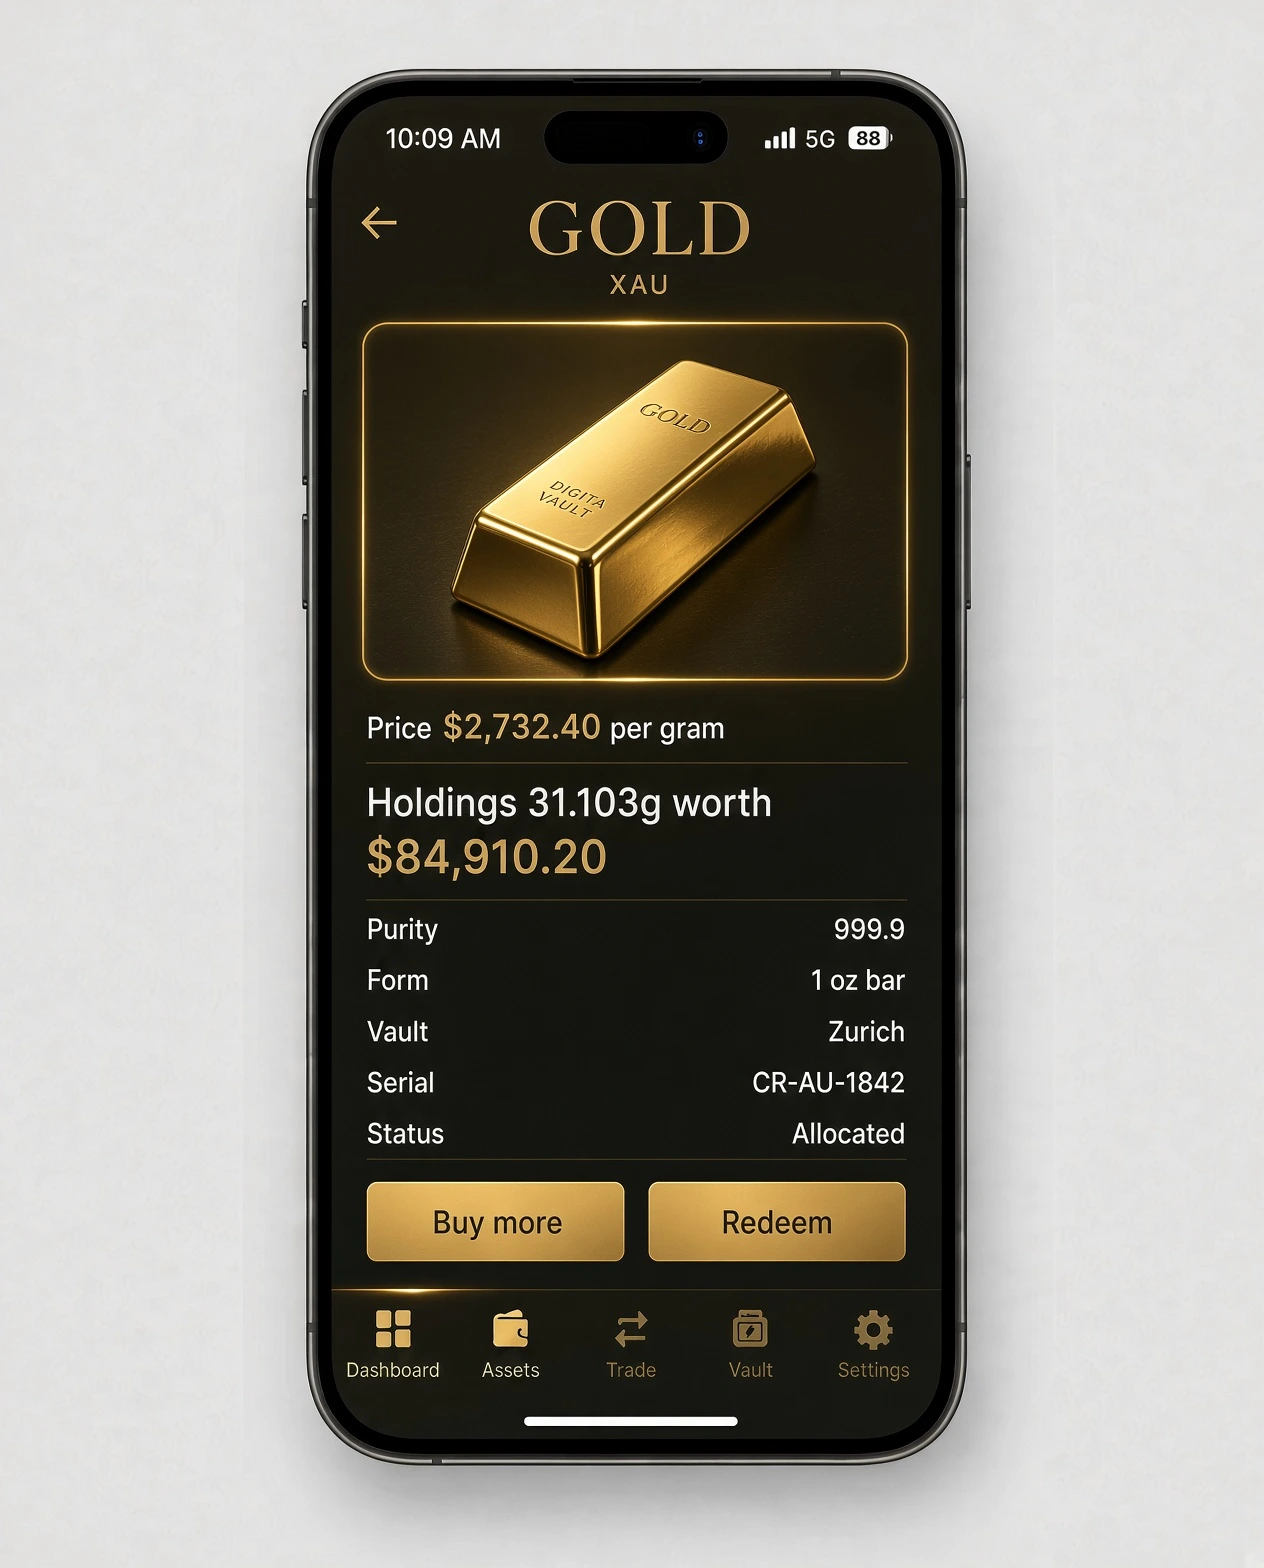 10:09 AM 5G 88
GOLD
XAU
GOLD
DIGITA
VAULT
Price $2,732.40 per gram
Holdings 31.103g worth
$84,910.20
Purity 999.9
Form 1 oz bar
Vault Zurich
Serial CR-AU-1842
Status Allocated
Buy more Redeem
Dashboard Assets Trade Vault Settings